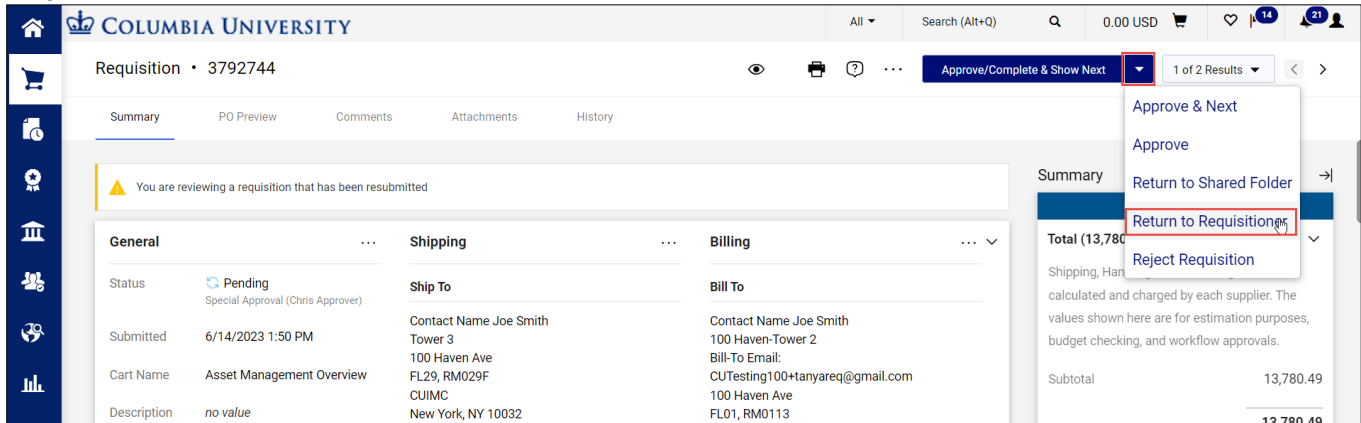 COLUMBIA UNIVERSITY
All
Search (Alt+Q)
0.00 USD
14
21
Requisition • 3792744
Approve/Complete & Show Next
1 of 2 Results
Summary
PO Preview
Comments
Attachments
History
Approve & Next
Approve
Return to Shared Folder
Return to Requisitioner
Reject Requisition
You are reviewing a requisition that has been resubmitted
General
Status
Pending
Special Approval (Chris Approver)
Submitted
6/14/2023 1:50 PM
Cart Name
Asset Management Overview
Description
no value
Shipping
Ship To
Contact Name Joe Smith
Tower 3
100 Haven Ave
FL29, RM029F
CUIMC
New York, NY 10032
Billing
Bill To
Contact Name Joe Smith
100 Haven-Tower 2
Bill-To Email:
CUTesting100+tanyareq@gmail.com
100 Haven Ave
FL01, RM0113
Summary
Total (13,780
Shipping,
calculated and charged by each supplier. The
values shown here are for estimation purposes,
budget checking, and workflow approvals.
Subtotal
13,780.49
13,780.49